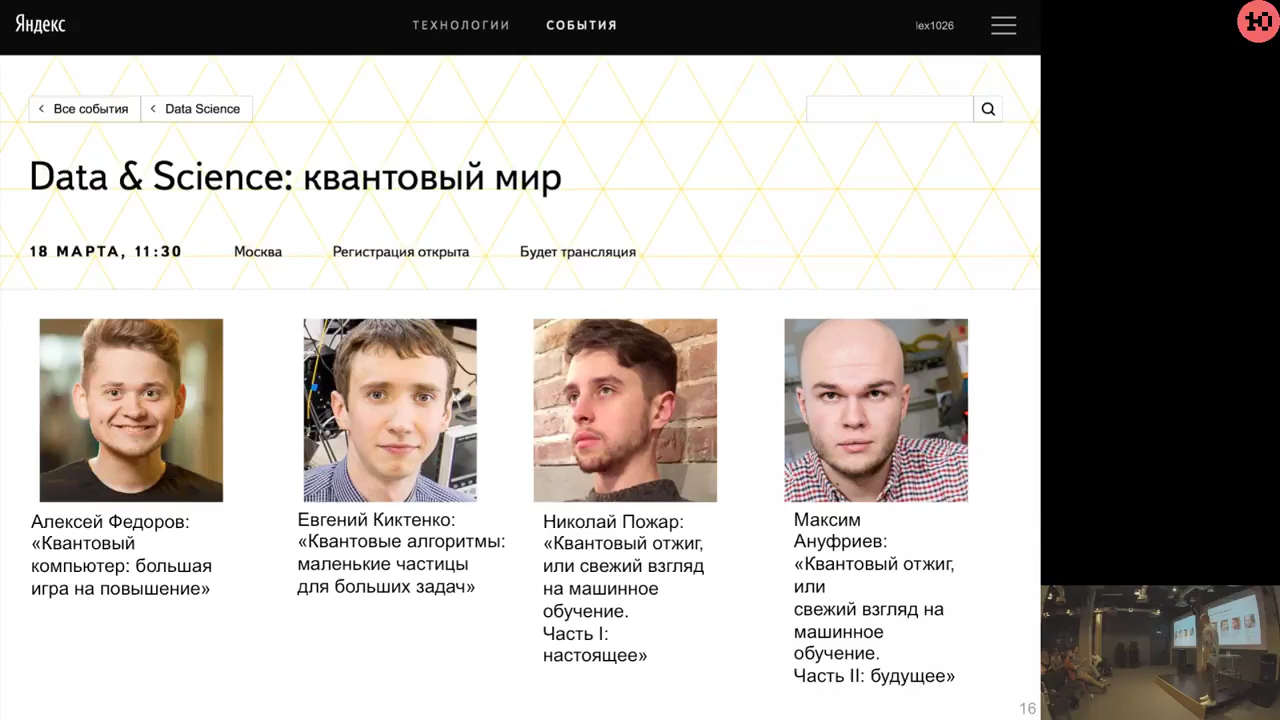 Яндекс
ТЕХНОЛОГИИ
СОБЫТИЯ
lex1026
Ю
Все события
Data Science
Data & Science: квантовый мир
18 МАРТА, 11:30
Москва
Регистрация открыта
Будет трансляция
Алексей Федоров:
«Квантовый
компьютер: большая
игра на повышение»
Евгений Киктенко:
«Квантовые алгоритмы:
маленькие частицы
для больших задач»
Николай Пожар:
«Квантовый отжиг,
или свежий взгляд
на машинное
обучение.
Часть I:
настоящее»
Максим
Ануфриев:
«Квантовый отжиг,
или
свежий взгляд на
машинное
обучение.
Часть II: будущее»
16